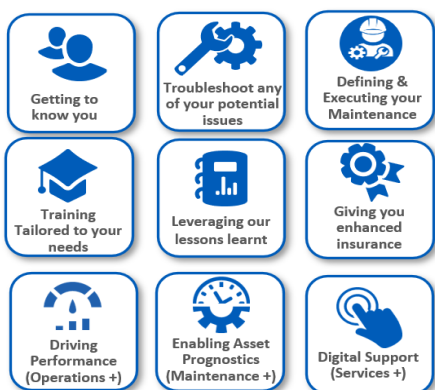 Getting to
know you
Troubleshoot any
of your potential
issues
Defining &
Executing your
Maintenance
Training
Tailored to your
needs
Leveraging our
lessons learnt
Giving you
enhanced
insurance
Driving
Performance
(Operations +)
Enabling Asset
Prognostics
(Maintenance +)
Digital Support
(Services +)